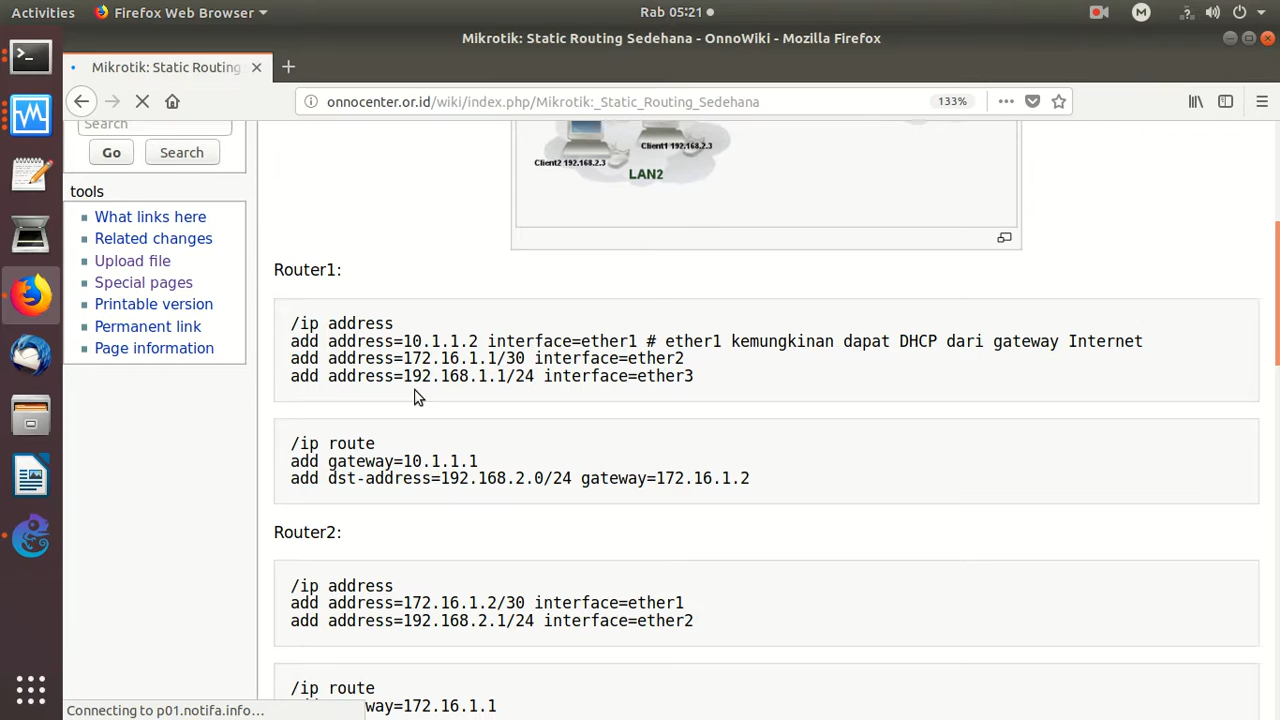 Activities
Firefox Web Browser
Rab 05:21
M
Mikrotik: Static Routing Sedehana - OnnoWiki - Mozilla Firefox
Mikrotik: Static Routing
onnocenter.or.id/wiki/index.php/Mikrotik:_Static_Routing_Sedehana
133%
Search
Go
Search
tools
What links here
Related changes
Upload file
Special pages
Printable version
Permanent link
Page information
Client2 192.168.2.3
Client1 192.168.2.3
LAN2
Router1:
/ip address
add address=10.1.1.2 interface=ether1 # ether1 kemungkinan dapat DHCP dari gateway Internet
add address=172.16.1.1/30 interface=ether2
add address=192.168.1.1/24 interface=ether3
/ip route
add gateway=10.1.1.1
add dst-address=192.168.2.0/24 gateway=172.16.1.2
Router2:
/ip address
add address=172.16.1.2/30 interface=ether1
add address=192.168.2.1/24 interface=ether2
/ip route
way=172.16.1.1
Connecting to p01.notifa.info…